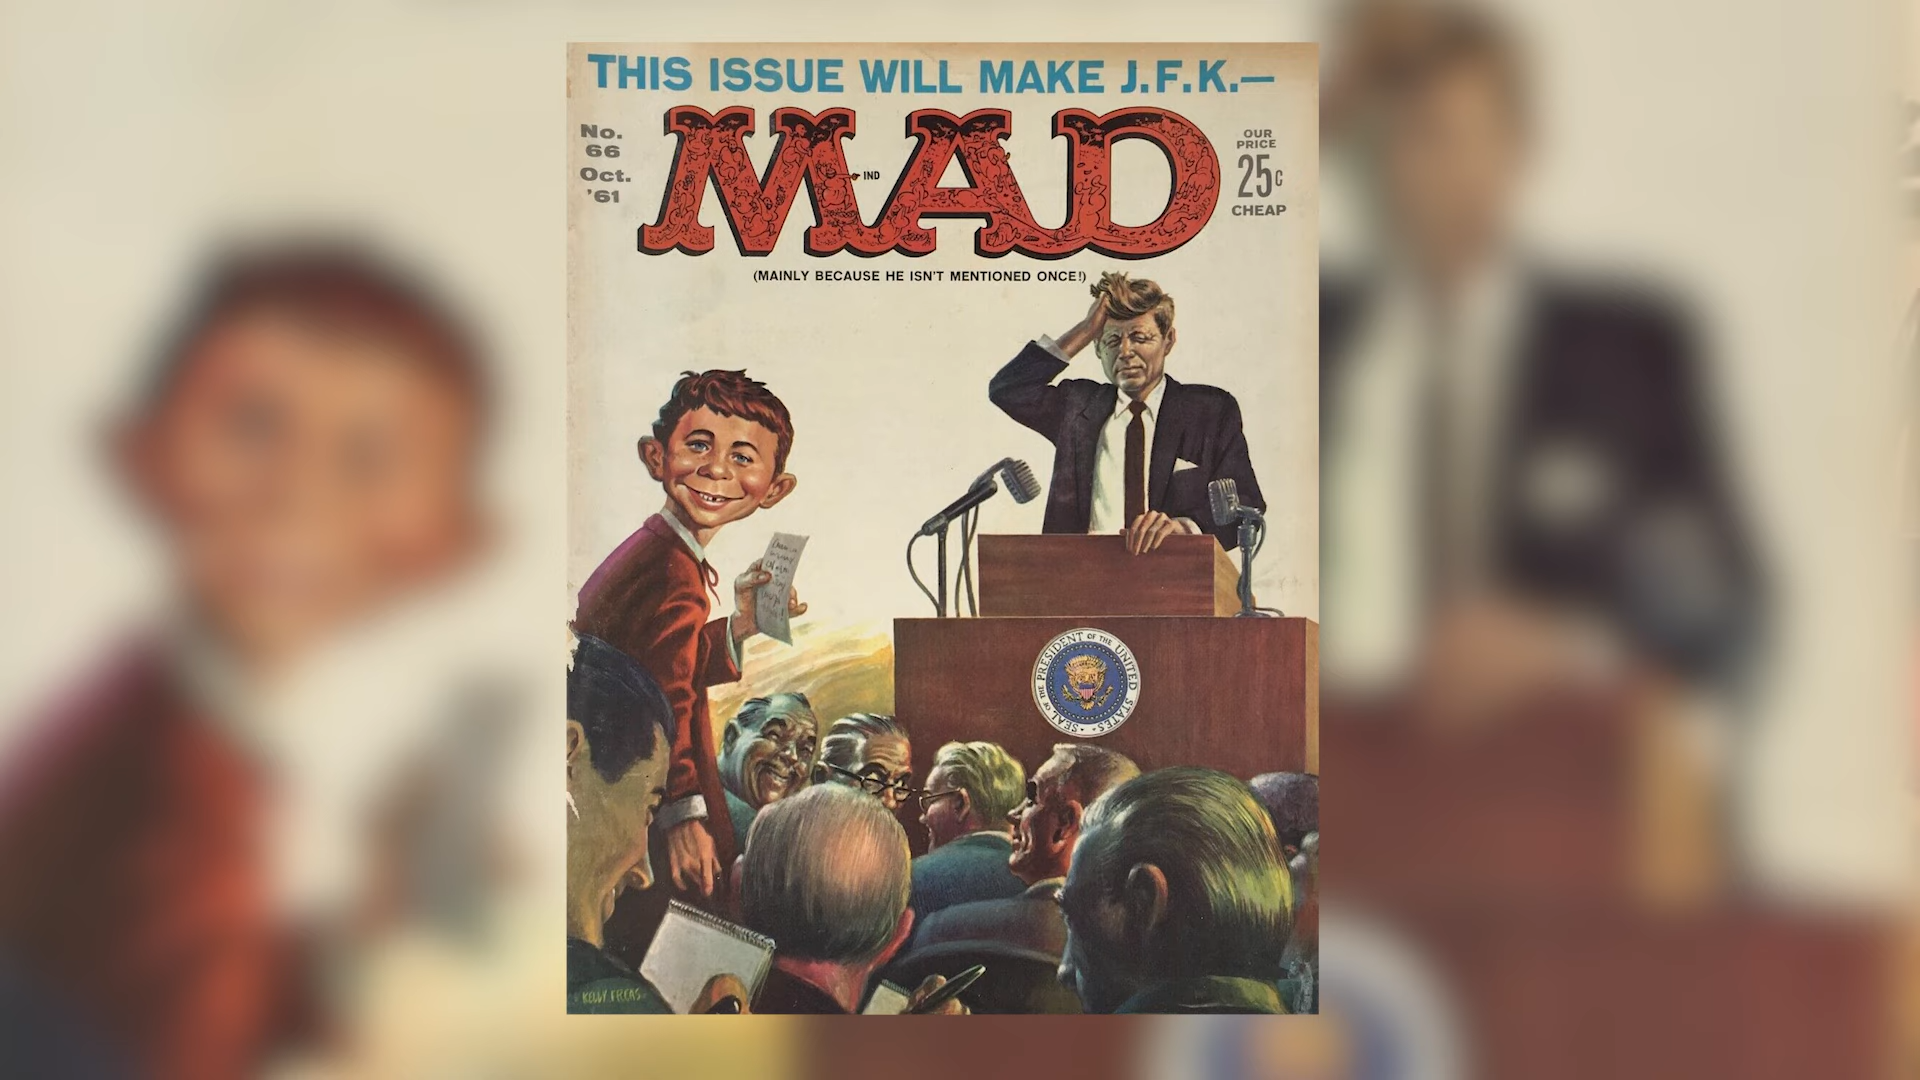 THIS ISSUE WILL MAKE J.F.K.—
No.
66
Oct.
'61
MAD
IND
OUR
PRICE
25c
CHEAP
(MAINLY BECAUSE HE ISN'T MENTIONED ONCE!)
SEAL OF THE PRESIDENT OF THE UNITED STATES
KELLY FREAS